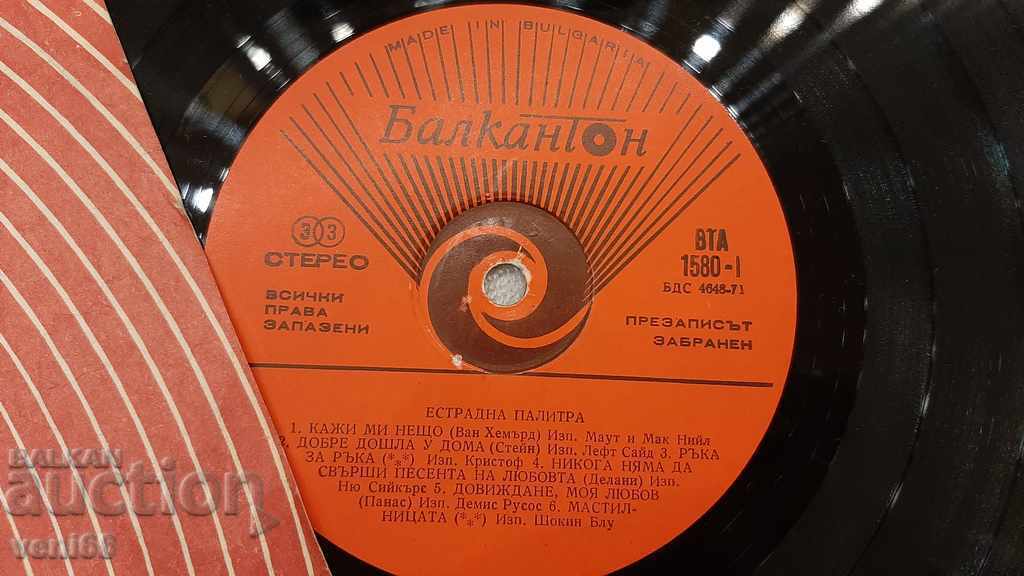 MADE IN BULGARIA
Балкантон
33
СТЕРЕО
ВСИЧКИ
ПРАВА
ЗАПАЗЕНИ
ВТА
1580-I
БДС 4648-71
ПРЕЗАПИСЪТ
ЗАБРАНЕН
ЕСТРАДНА ПАЛИТРА
1. КАЖИ МИ НЕЩО (Ван Хемърд) Изп. Маут и Мак Нийл
2. ДОБРЕ ДОШЛА У ДОМА (Стейн) Изп. Лефт Сайд 3. РЪКА
ЗА РЪКА (***) Изп. Кристоф 4. НИКОГА НЯМА ДА
СВЪРШИ ПЕСЕНТА НА ЛЮБОВТА (Делани) Изп.
Ню Сийкърс 5. ДОВИЖДАНЕ, МОЯ ЛЮБОВ
(Панас) Изп. Демис Русос 6. МАСТИЛ-
НИЦАТА (***) Изп. Шокин Блу
BALKAN
auction
veni68